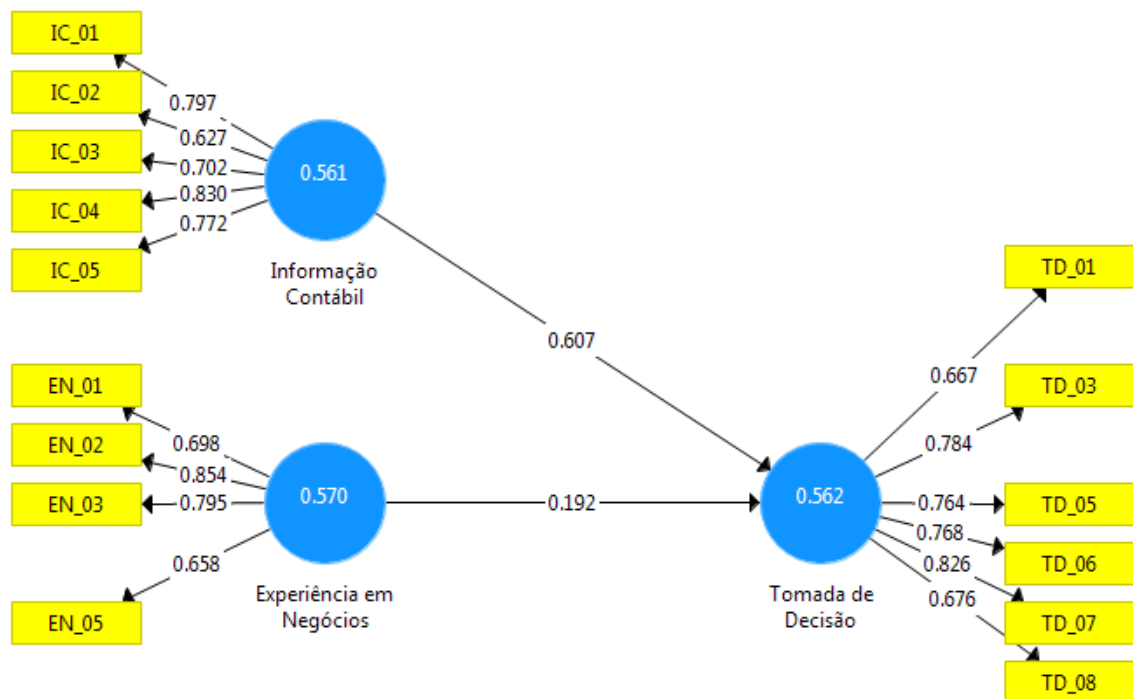 IC_01
0.797
IC_02
0.627
IC_03
0.702
IC_04
0.830
IC_05
0.772
0.561
Informação
Contábil
0.607
EN_01
0.698
EN_02
0.854
EN_03
0.795
EN_05
0.658
0.570
Experiência em
Negócios
0.192
0.562
Tomada de
Decisão
TD_01
0.667
TD_03
0.784
TD_05
0.764
TD_06
0.768
TD_07
0.826
TD_08
0.676